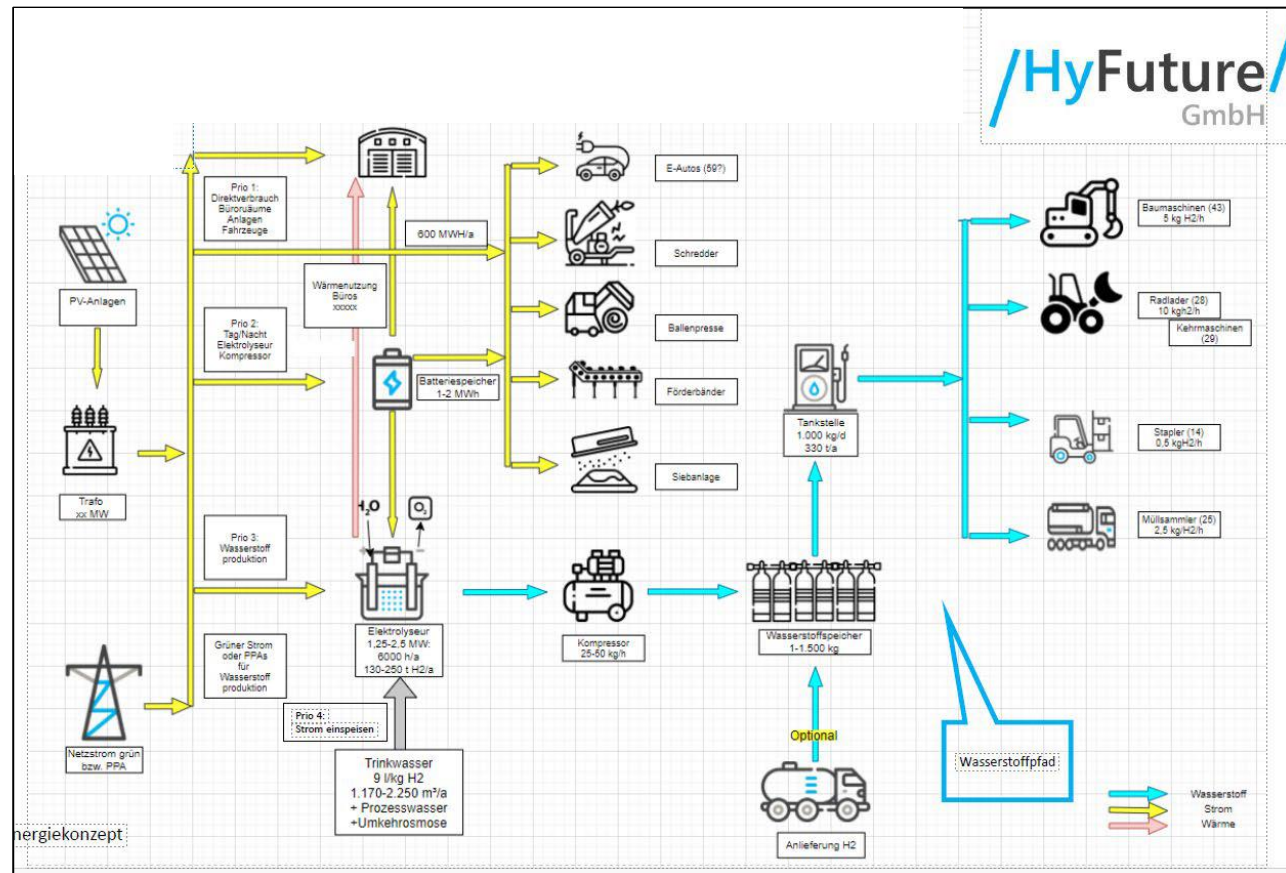 /HyFuture/
GmbH
Prio 1:
Direktverbrauch
Büroruäume
Anlagen
Fahrzeuge
600 MWH/a
E-Autos (59?)
Schredder
Ballenpresse
Förderbänder
Siebanlage
PV-Anlagen
Wärmenutzung
Büros
xxxxx
Prio 2:
Tag/Nacht
Elektrolyseur
Kompressor
Batteriespeicher
1-2 MWh
Trafo
xx MW
Prio 3:
Wasserstoff
produktion
H₂O
O₂
Elektrolyseur
1,25-2,5 MW:
6000 h/a
130-250 t H2/a
Kompressor
25-50 kg/h
Wasserstoffspeicher
1-1.500 kg
Tankstelle
1.000 kg/d
330 t/a
Baumaschinen (43)
5 kg H2/h
Radlader (28)
10 kgh2/h
Kehrmaschinen
(29)
Stapler (14)
0,5 kgH2/h
Müllsammler (25)
2,5 kg/H2/h
Grüner Strom
oder PPAs
für
Wasserstoff
produktion
Netzstrom grün
bzw. PPA
Prio 4:
Strom einspeisen
Trinkwasser
9 l/kg H2
1.170-2.250 m³/a
+ Prozesswasser
+Umkehrosmose
Optional
Anlieferung H2
Wasserstoffpfad
Wasserstoff
Strom
Wärme
nergiekonzept